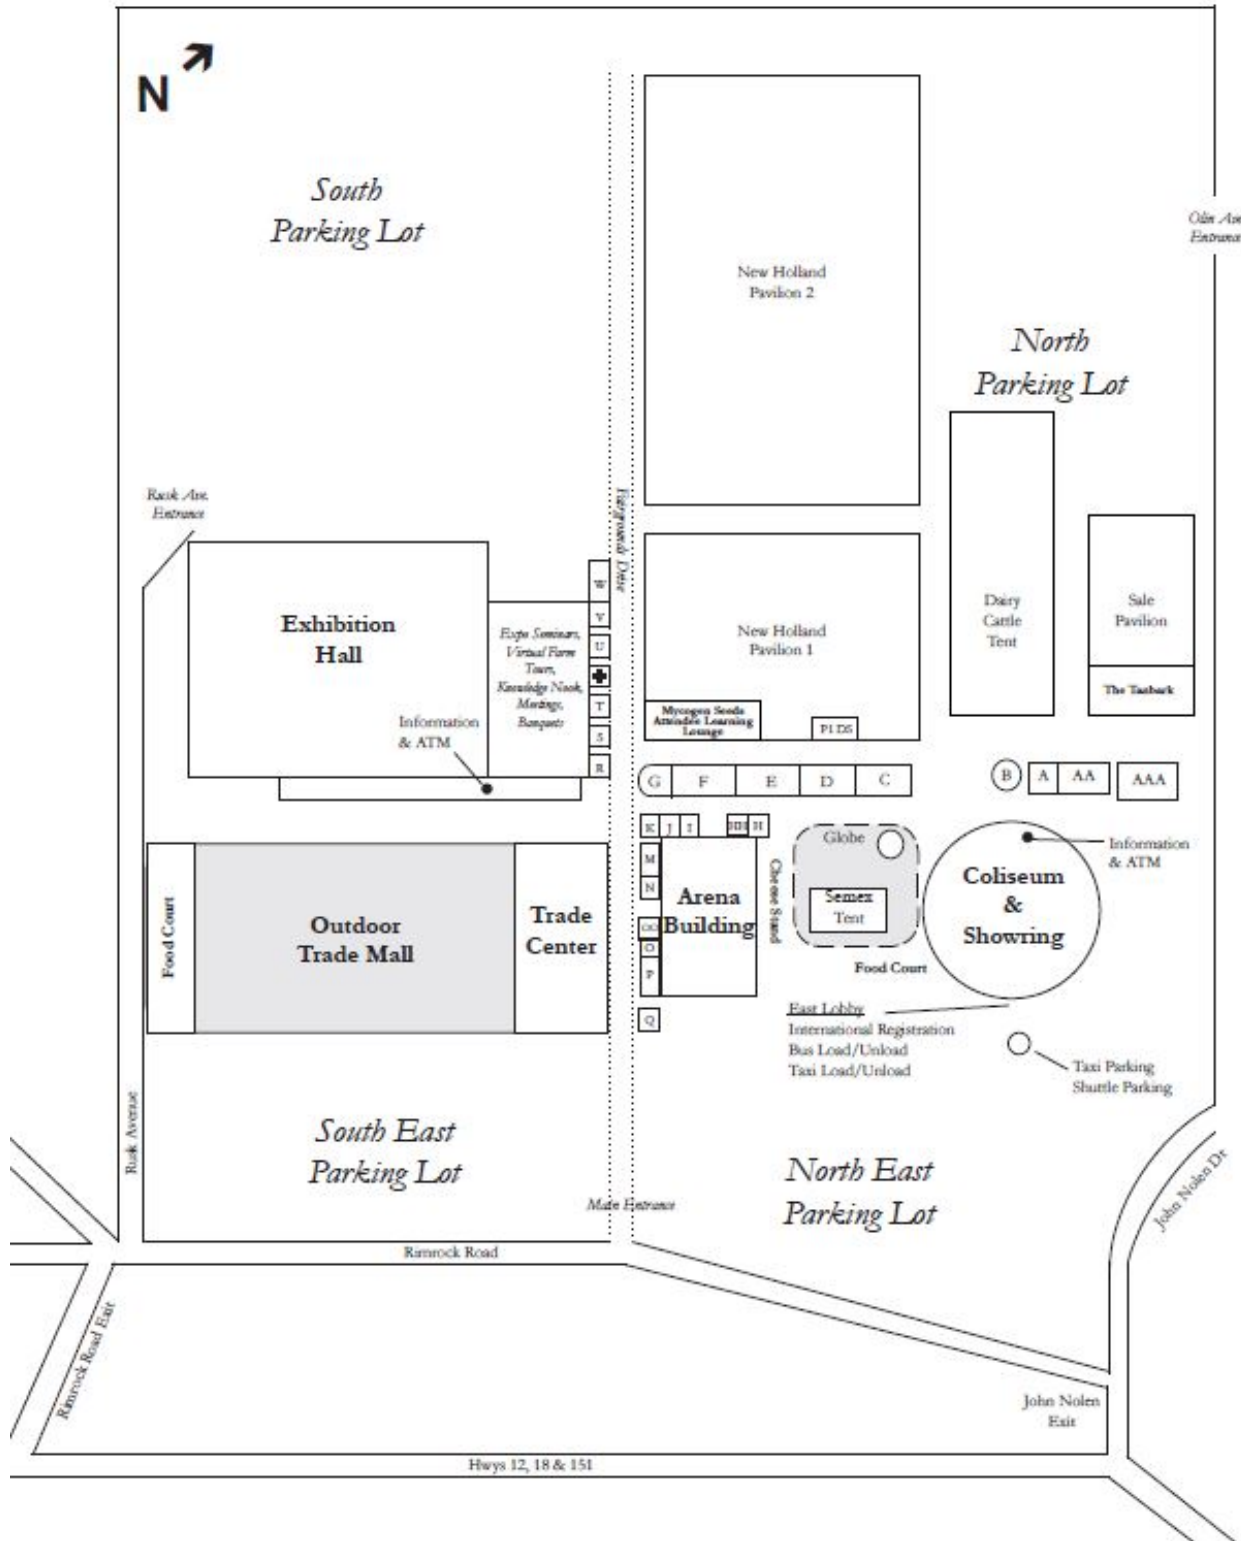 N
South
Parking Lot
New Holland
Pavilion 2
Olin Ave
Entrance
North
Parking Lot
Rusk Ave.
Entrance
Fairgrounds Drive
Exhibition
Hall
Expo Seminars,
Virtual Farm
Tours,
Knowledge Nook,
Meetings,
Banquets
W
V
U
T
S
R
New Holland
Pavilion 1
Dairy
Cattle
Tent
Sale
Pavilion
The Tanbark
Mycogen Seeds
Attendee Learning
Lounge
P1 DS
Information
& ATM
G
F
E
D
C
B
A
AA
AAA
K
J
I
HH
H
M
N
OO
O
P
Q
Arena
Building
Cheese Stand
Globe
Semex
Tent
Food Court
Coliseum
&
Showring
Information
& ATM
Food Court
Outdoor
Trade Mall
Trade
Center
East Lobby
International Registration
Bus Load/Unload
Taxi Load/Unload
Taxi Parking
Shuttle Parking
Rusk Avenue
South East
Parking Lot
North East
Parking Lot
Main Entrance
John Nolen Dr
Rimrock Road
Rimrock Road Exit
John Nolen
Exit
Hwys 12, 18 & 151